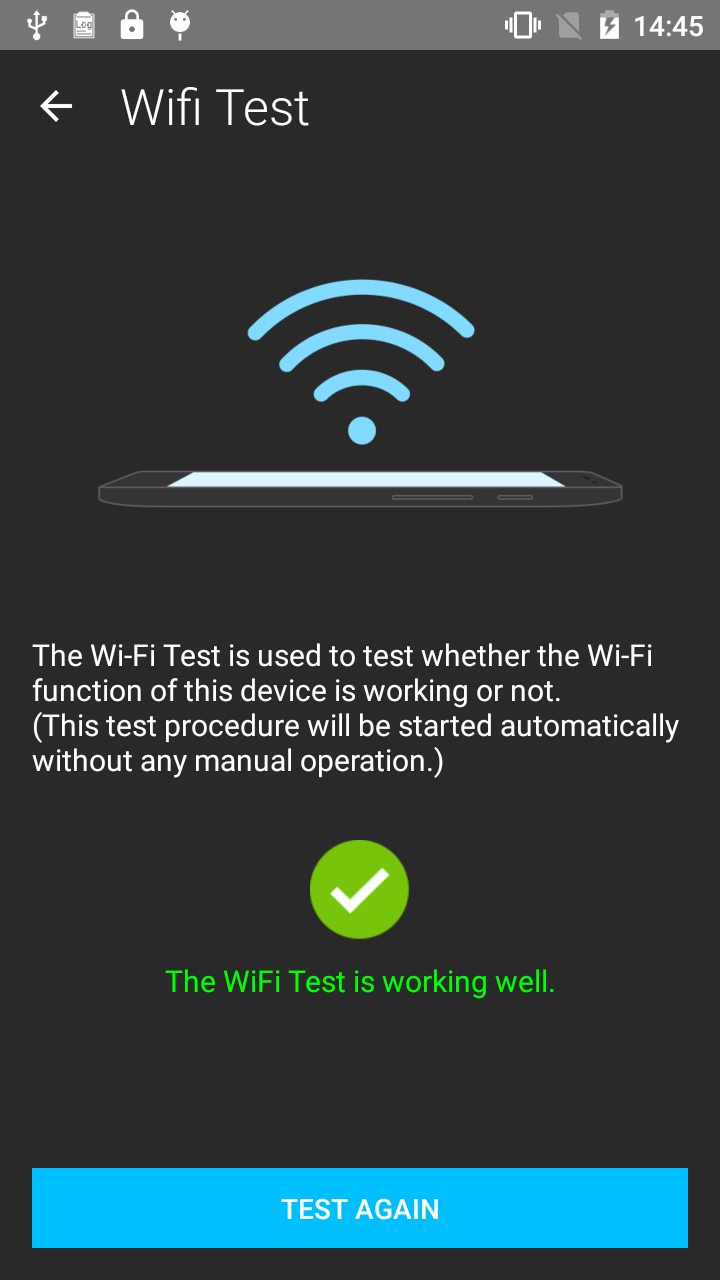 Log
14:45
Wifi Test
The Wi-Fi Test is used to test whether the Wi-Fi
function of this device is working or not.
(This test procedure will be started automatically
without any manual operation.)
The WiFi Test is working well.
TEST AGAIN